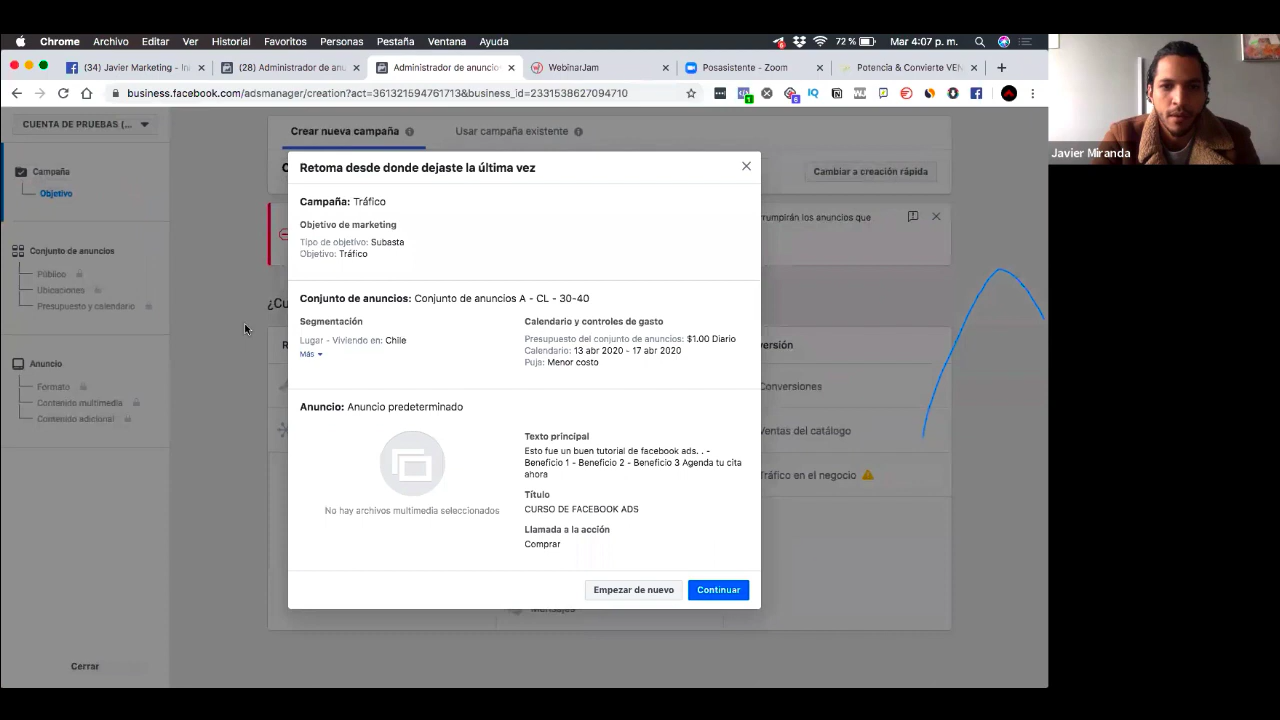 Chrome Archivo Editar Ver Historial Favoritos Personas Pestaña Ventana Ayuda 72 % Mar 4:07 p. m.
(34) Javier Marketing - In (28) Administrador de anu Administrador de anuncio WebinarJam Posasistente - Zoom Potencia & Convierte VEN
business.facebook.com/adsmanager/creation?act=361321594761713&business_id=2331538627094710
CUENTA DE PRUEBAS (...
Crear nueva campaña Usar campaña existente
Campaña
Objetivo
Conjunto de anuncios
Público
Ubicaciones
Presupuesto y calendario
Anuncio
Formato
Contenido multimedia
Contenido adicional
Cerrar
Cambiar a creación rápida
rrumpirán los anuncios que
¿Cu
Retoma desde donde dejaste la última vez
Campaña: Tráfico
Objetivo de marketing
Tipo de objetivo: Subasta
Objetivo: Tráfico
Conjunto de anuncios: Conjunto de anuncios A - CL - 30-40
Segmentación
Lugar - Viviendo en: Chile
Más
Calendario y controles de gasto
Presupuesto del conjunto de anuncios: $1.00 Diario
Calendario: 13 abr 2020 - 17 abr 2020
Puja: Menor costo
Anuncio: Anuncio predeterminado
No hay archivos multimedia seleccionados
Texto principal
Esto fue un buen tutorial de facebook ads. . -
Beneficio 1 - Beneficio 2 - Beneficio 3 Agenda tu cita
ahora
Título
CURSO DE FACEBOOK ADS
Llamada a la acción
Comprar
Empezar de nuevo Continuar
versión
Conversiones
Ventas del catálogo
Tráfico en el negocio
Mensajes
Javier Miranda